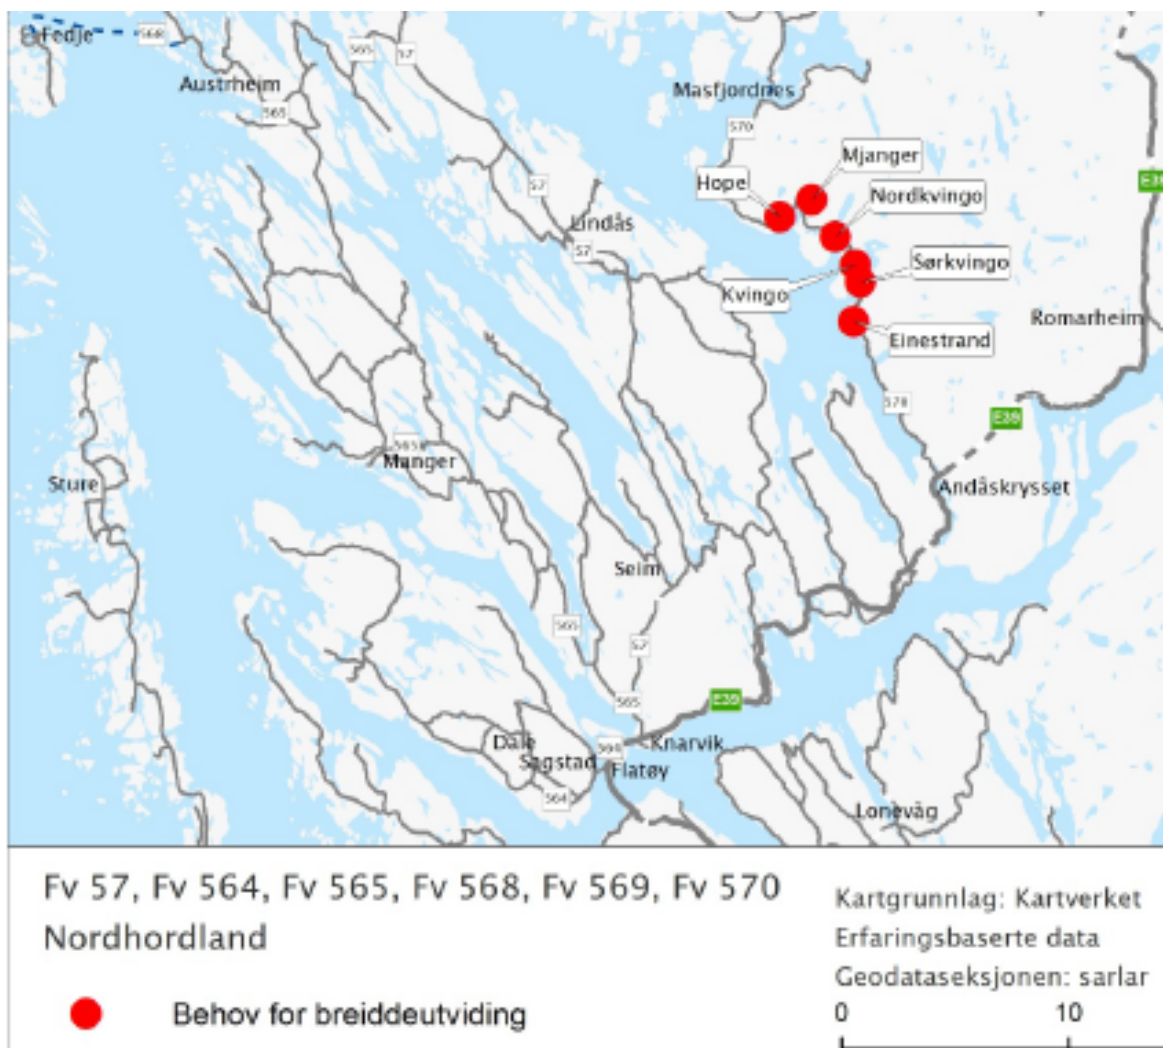 Fedje
568
Austrheim
565
57
565
Masfjordnes
570
Mjanger
Hope
Nordkvingo
E39
57
Lindås
57
Sørkvingo
Kvingo
Romarheim
Einestrand
570
E39
565
Manger
Sture
Andåskrysset
Seim
565
57
565
E39
Dale
Sagstad
564
Knarvik
Flatøy
564
Lonevåg
Fv 57, Fv 564, Fv 565, Fv 568, Fv 569, Fv 570
Nordhordland
Behov for breiddeutviding
Kartgrunnlag: Kartverket
Erfaringsbaserte data
Geodataseksjonen: sarlar
0 10